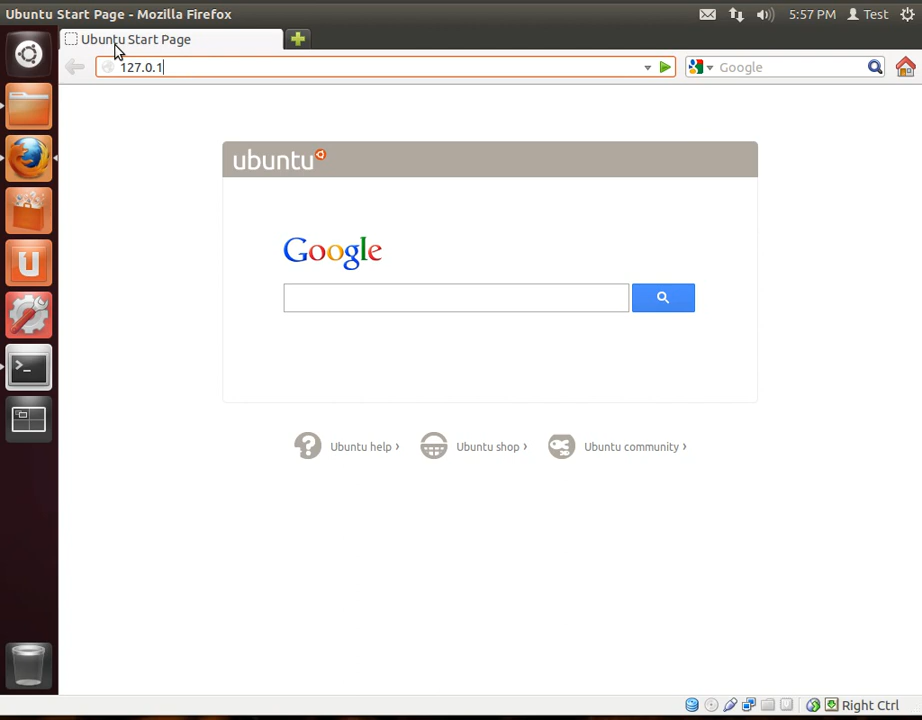 Ubuntu Start Page - Mozilla Firefox
5:57 PM Test
Ubuntu Start Page
127.0.1
Google
ubuntu
Google
Ubuntu help ›
Ubuntu shop ›
Ubuntu community ›
Right Ctrl